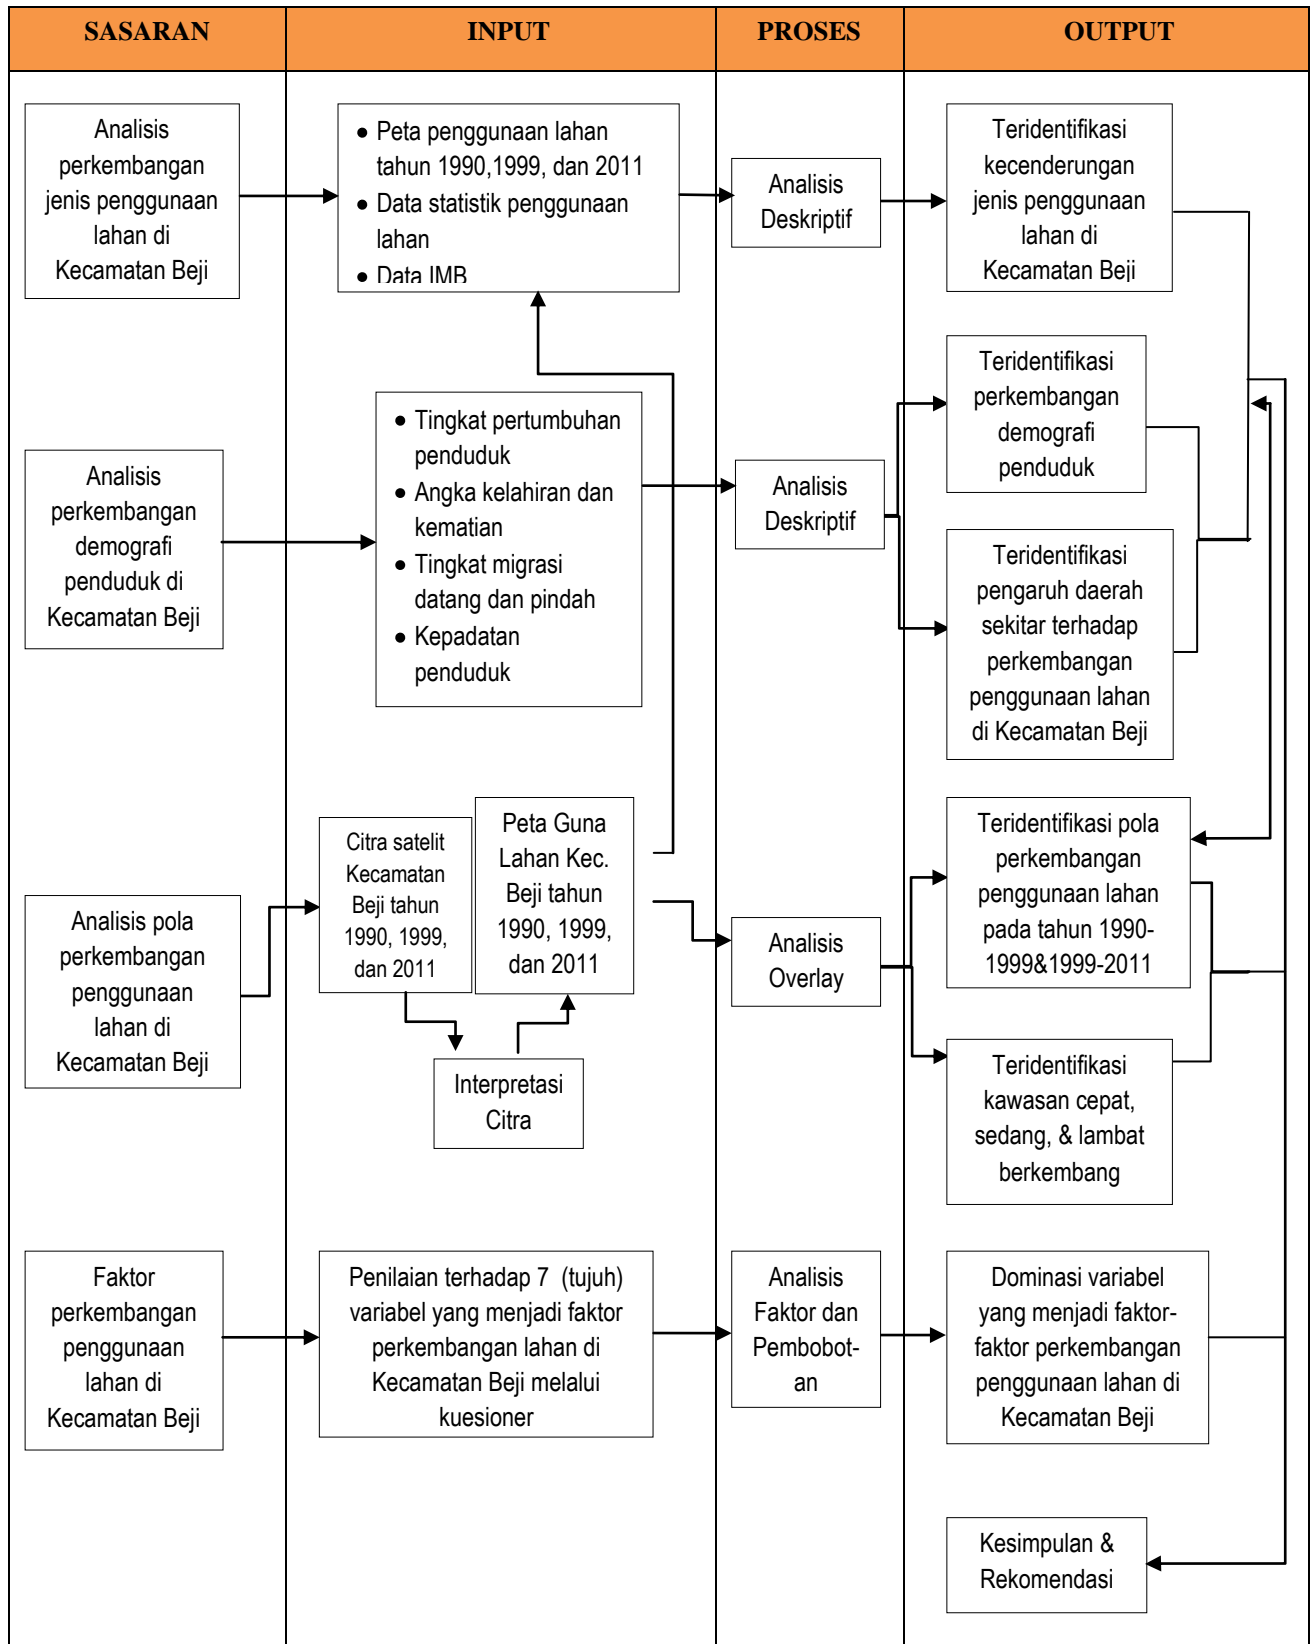 SASARAN
INPUT
PROSES
OUTPUT
Analisis
perkembangan
jenis penggunaan
lahan di
Kecamatan Beji
• Peta penggunaan lahan
tahun 1990,1999, dan 2011
• Data statistik penggunaan
lahan
• Data IMB
Analisis
Deskriptif
Teridentifikasi
kecenderungan
jenis penggunaan
lahan di
Kecamatan Beji
Analisis
perkembangan
demografi
penduduk di
Kecamatan Beji
• Tingkat pertumbuhan
penduduk
• Angka kelahiran dan
kematian
• Tingkat migrasi
datang dan pindah
• Kepadatan
penduduk
Analisis
Deskriptif
Teridentifikasi
perkembangan
demografi
penduduk
Teridentifikasi
pengaruh daerah
sekitar terhadap
perkembangan
penggunaan lahan
di Kecamatan Beji
Analisis pola
perkembangan
penggunaan
lahan di
Kecamatan Beji
Citra satelit
Kecamatan
Beji tahun
1990, 1999,
dan 2011
Peta Guna
Lahan Kec.
Beji tahun
1990, 1999,
dan 2011
Interpretasi
Citra
Analisis
Overlay
Teridentifikasi pola
perkembangan
penggunaan lahan
pada tahun 1990-
1999&1999-2011
Teridentifikasi
kawasan cepat,
sedang, & lambat
berkembang
Faktor
perkembangan
penggunaan
lahan di
Kecamatan Beji
Penilaian terhadap 7 (tujuh)
variabel yang menjadi faktor
perkembangan lahan di
Kecamatan Beji melalui
kuesioner
Analisis
Faktor dan
Pembobot-
an
Dominasi variabel
yang menjadi faktor-
faktor perkembangan
penggunaan lahan di
Kecamatan Beji
Kesimpulan &
Rekomendasi